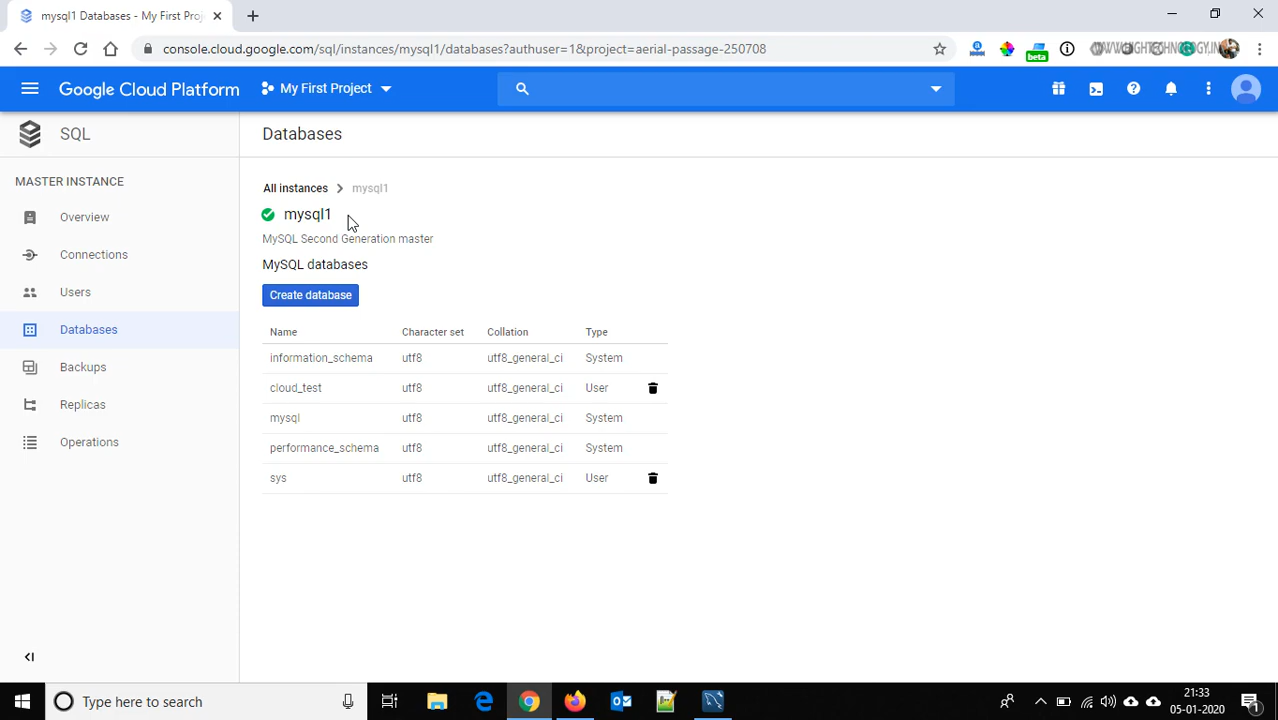 mysql1 Databases - My First Proj
console.cloud.google.com/sql/instances/mysql1/databases?authuser=1&project=aerial-passage-250708
beta
Google Cloud Platform
My First Project
SQL
Databases
MASTER INSTANCE
Overview
Connections
Users
Databases
Backups
Replicas
Operations
All instances
mysql1
mysql1
MySQL Second Generation master
MySQL databases
Create database
Name Character set Collation Type
information_schema utf8 utf8_general_ci System
cloud_test utf8 utf8_general_ci User
mysql utf8 utf8_general_ci System
performance_schema utf8 utf8_general_ci System
sys utf8 utf8_general_ci User
Type here to search
21:33
05-01-2020
1